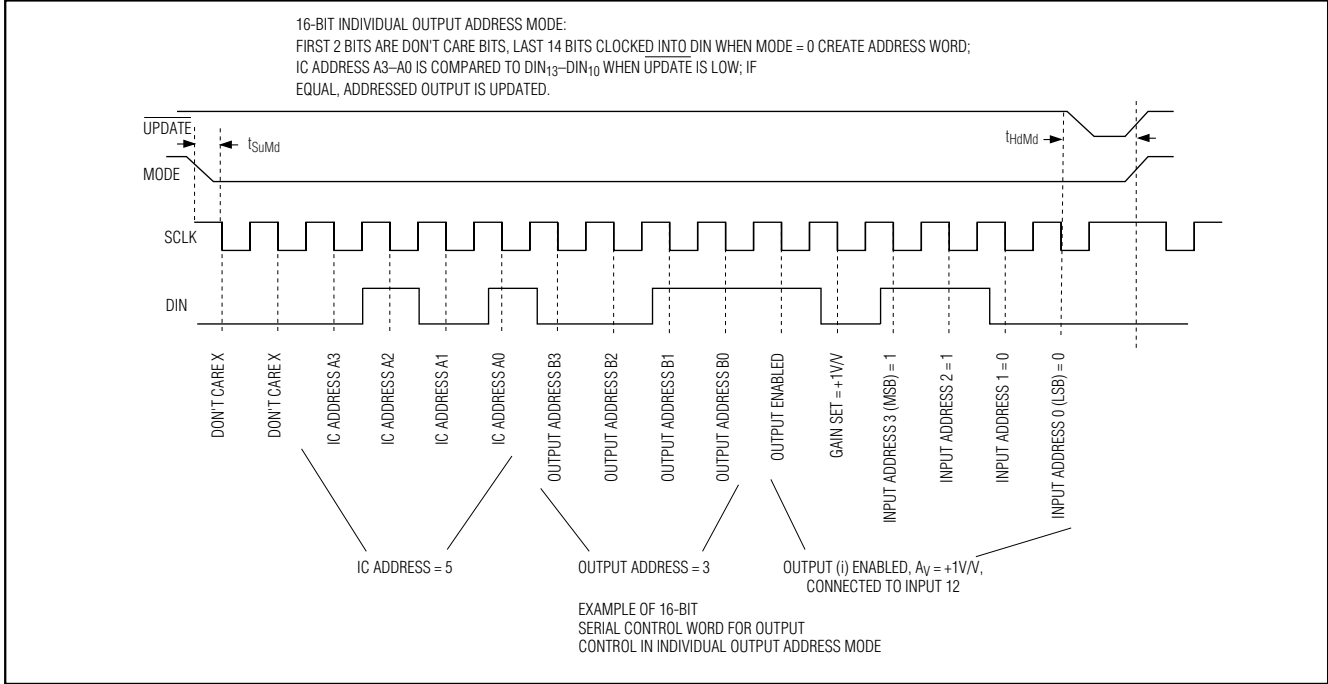 16-BIT INDIVIDUAL OUTPUT ADDRESS MODE:
FIRST 2 BITS ARE DON'T CARE BITS, LAST 14 BITS CLOCKED INTO DIN WHEN MODE = 0 CREATE ADDRESS WORD;
IC ADDRESS A3–A0 IS COMPARED TO DIN13–DIN10 WHEN UPDATE IS LOW; IF
EQUAL, ADDRESSED OUTPUT IS UPDATED.
UPDATE
tSuMd
tHdMd
MODE
SCLK
DIN
DON'T CARE X
DON'T CARE X
IC ADDRESS A3
IC ADDRESS A2
IC ADDRESS A1
IC ADDRESS A0
OUTPUT ADDRESS B3
OUTPUT ADDRESS B2
OUTPUT ADDRESS B1
OUTPUT ADDRESS B0
OUTPUT ENABLED
GAIN SET = +1V/V
INPUT ADDRESS 3 (MSB) = 1
INPUT ADDRESS 2 = 1
INPUT ADDRESS 1 = 0
INPUT ADDRESS 0 (LSB) = 0
IC ADDRESS = 5
OUTPUT ADDRESS = 3
OUTPUT (i) ENABLED, AV = +1V/V,
CONNECTED TO INPUT 12
EXAMPLE OF 16-BIT
SERIAL CONTROL WORD FOR OUTPUT
CONTROL IN INDIVIDUAL OUTPUT ADDRESS MODE